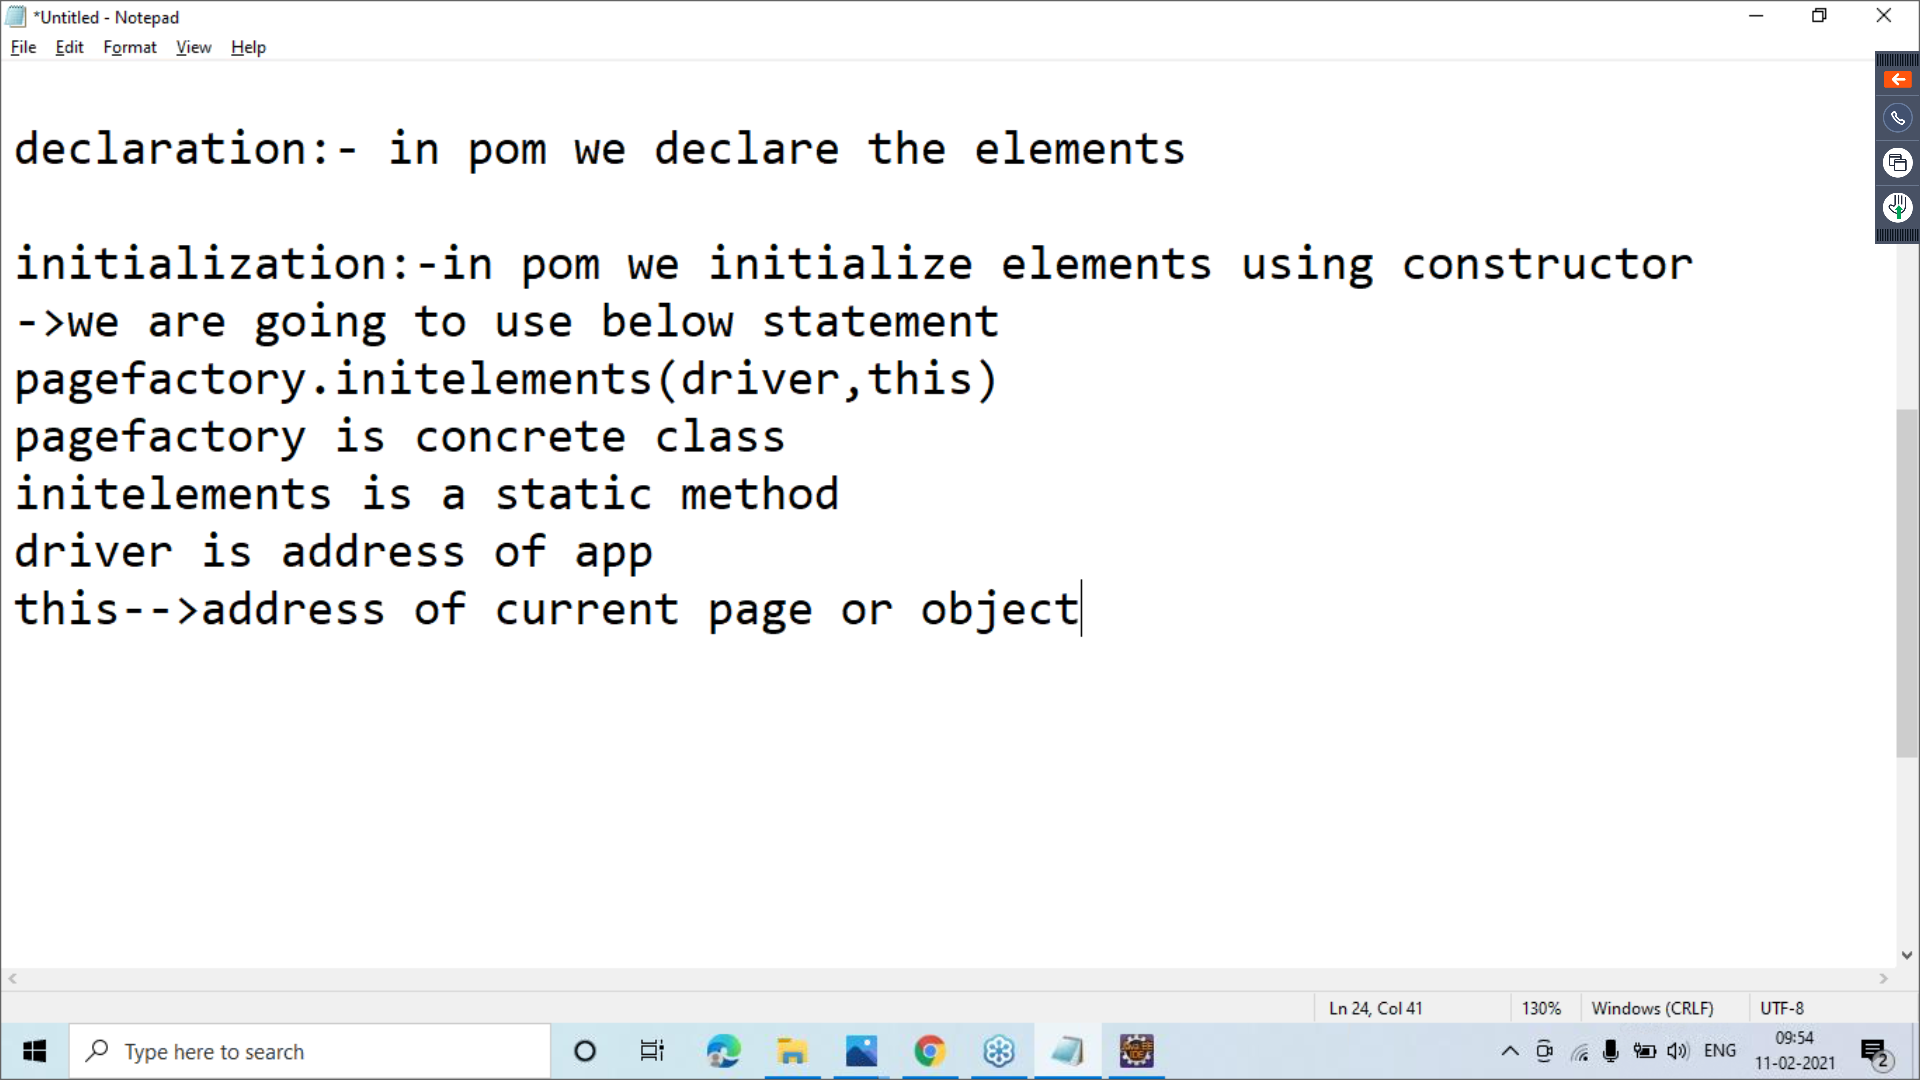 *Untitled - Notepad
File Edit Format View Help
declaration:- in pom we declare the elements
initialization:-in pom we initialize elements using constructor
->we are going to use below statement
pagefactory.initelements(driver,this)
pagefactory is concrete class
initelements is a static method
driver is address of app
this-->address of current page or object
Ln 24, Col 41 130% Windows (CRLF) UTF-8
Type here to search
ENG
09:54
11-02-2021
2